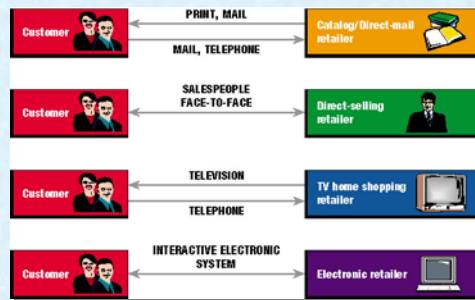 PRINT, MAIL
Customer
Catalog/Direct-mail
retailer
MAIL, TELEPHONE
SALESPEOPLE
FACE-TO-FACE
Customer
Direct-selling
retailer
TELEVISION
Customer
TV home shopping
retailer
TELEPHONE
INTERACTIVE ELECTRONIC
SYSTEM
Customer
Electronic retailer